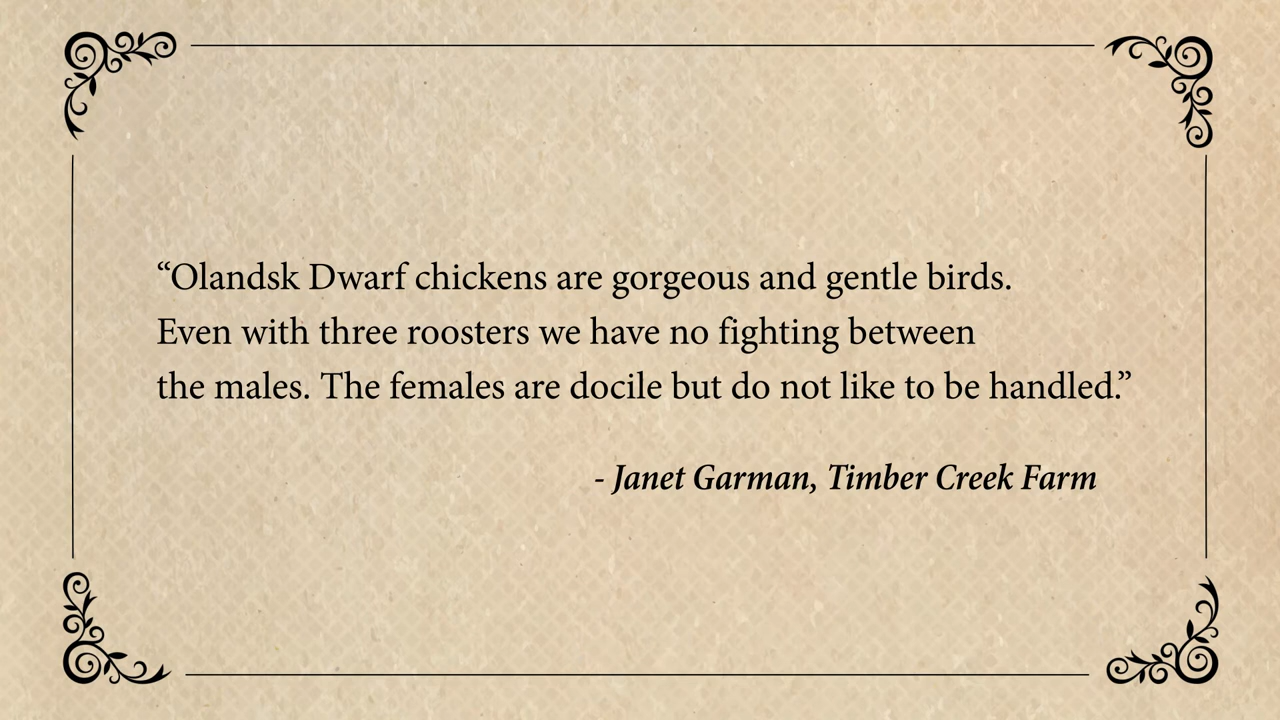 “Olandsk Dwarf chickens are gorgeous and gentle birds.
Even with three roosters we have no fighting between
the males. The females are docile but do not like to be handled.”
- Janet Garman, Timber Creek Farm